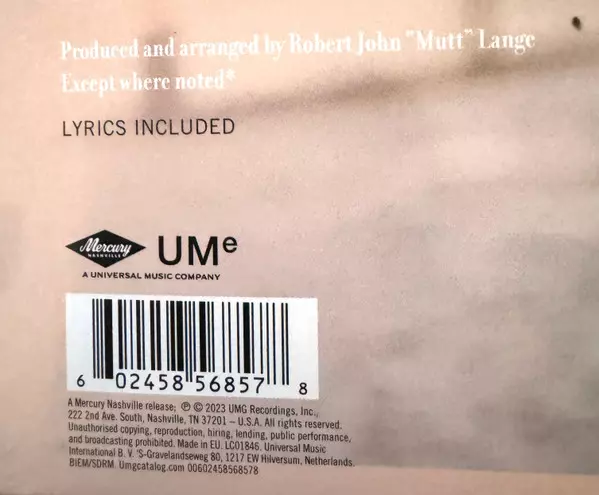 Produced and arranged by Robert John "Mutt" Lange
Except where noted*
LYRICS INCLUDED
Mercury
NASHVILLE
UMe
A UNIVERSAL MUSIC COMPANY
6 02458 56857 8
A Mercury Nashville release; ℗ © 2023 UMG Recordings, Inc.,
222 2nd Ave. South, Nashville, TN 37201 – U.S.A. All rights reserved.
Unauthorised copying, reproduction, hiring, lending, public performance,
and broadcasting prohibited. Made in EU. LC01846. Universal Music
International B.V. 'S-Gravelandseweg 80, 1217 EW Hilversum, Netherlands.
BIEM/SDRM. Umgcatalog.com 00602458568578